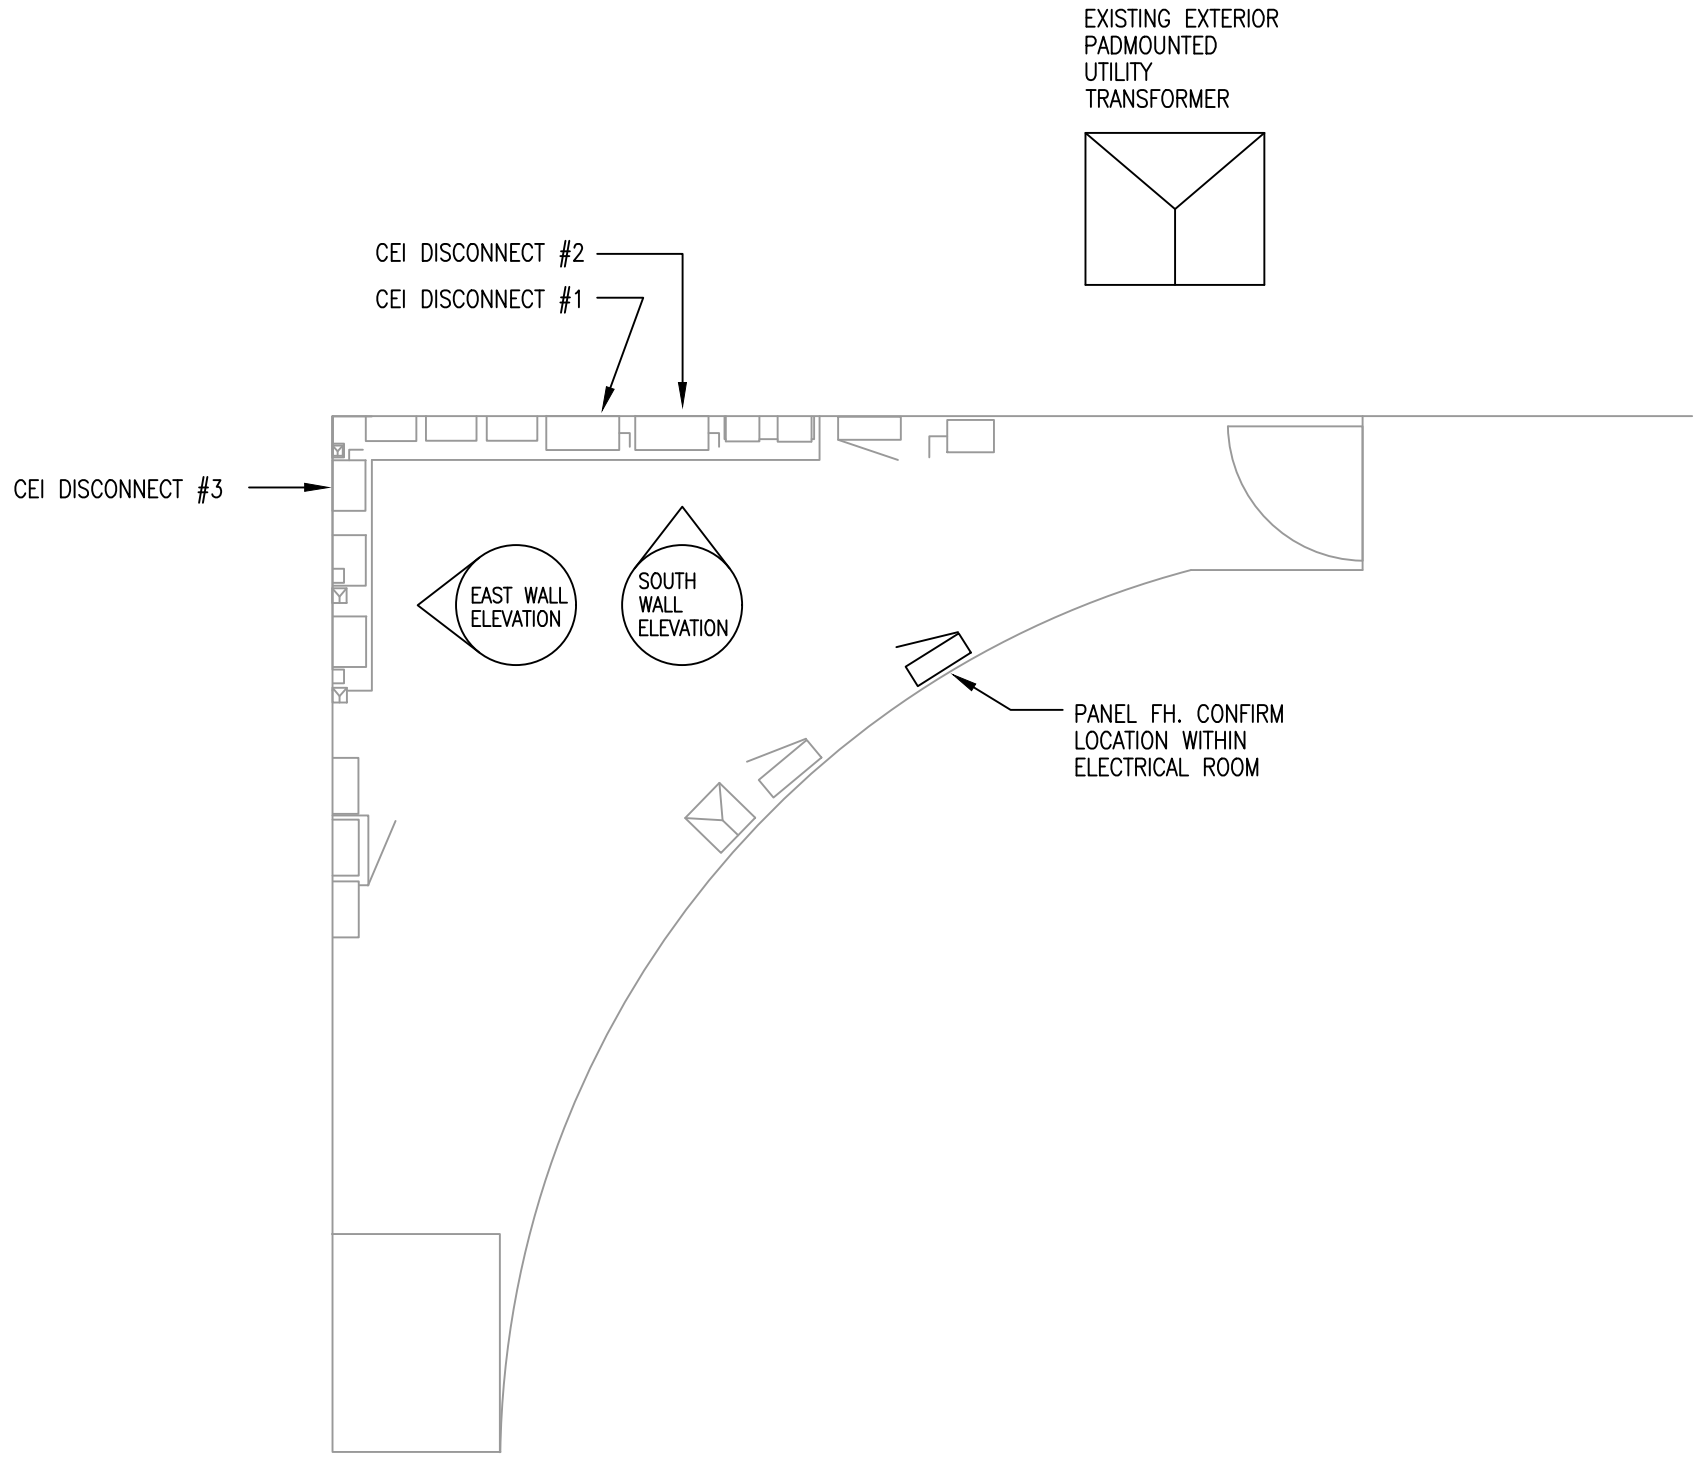 EXISTING EXTERIOR
PADMOUNTED
UTILITY
TRANSFORMER
CEI DISCONNECT #2
CEI DISCONNECT #1
CEI DISCONNECT #3
EAST WALL
ELEVATION
SOUTH
WALL
ELEVATION
PANEL FH. CONFIRM
LOCATION WITHIN
ELECTRICAL ROOM